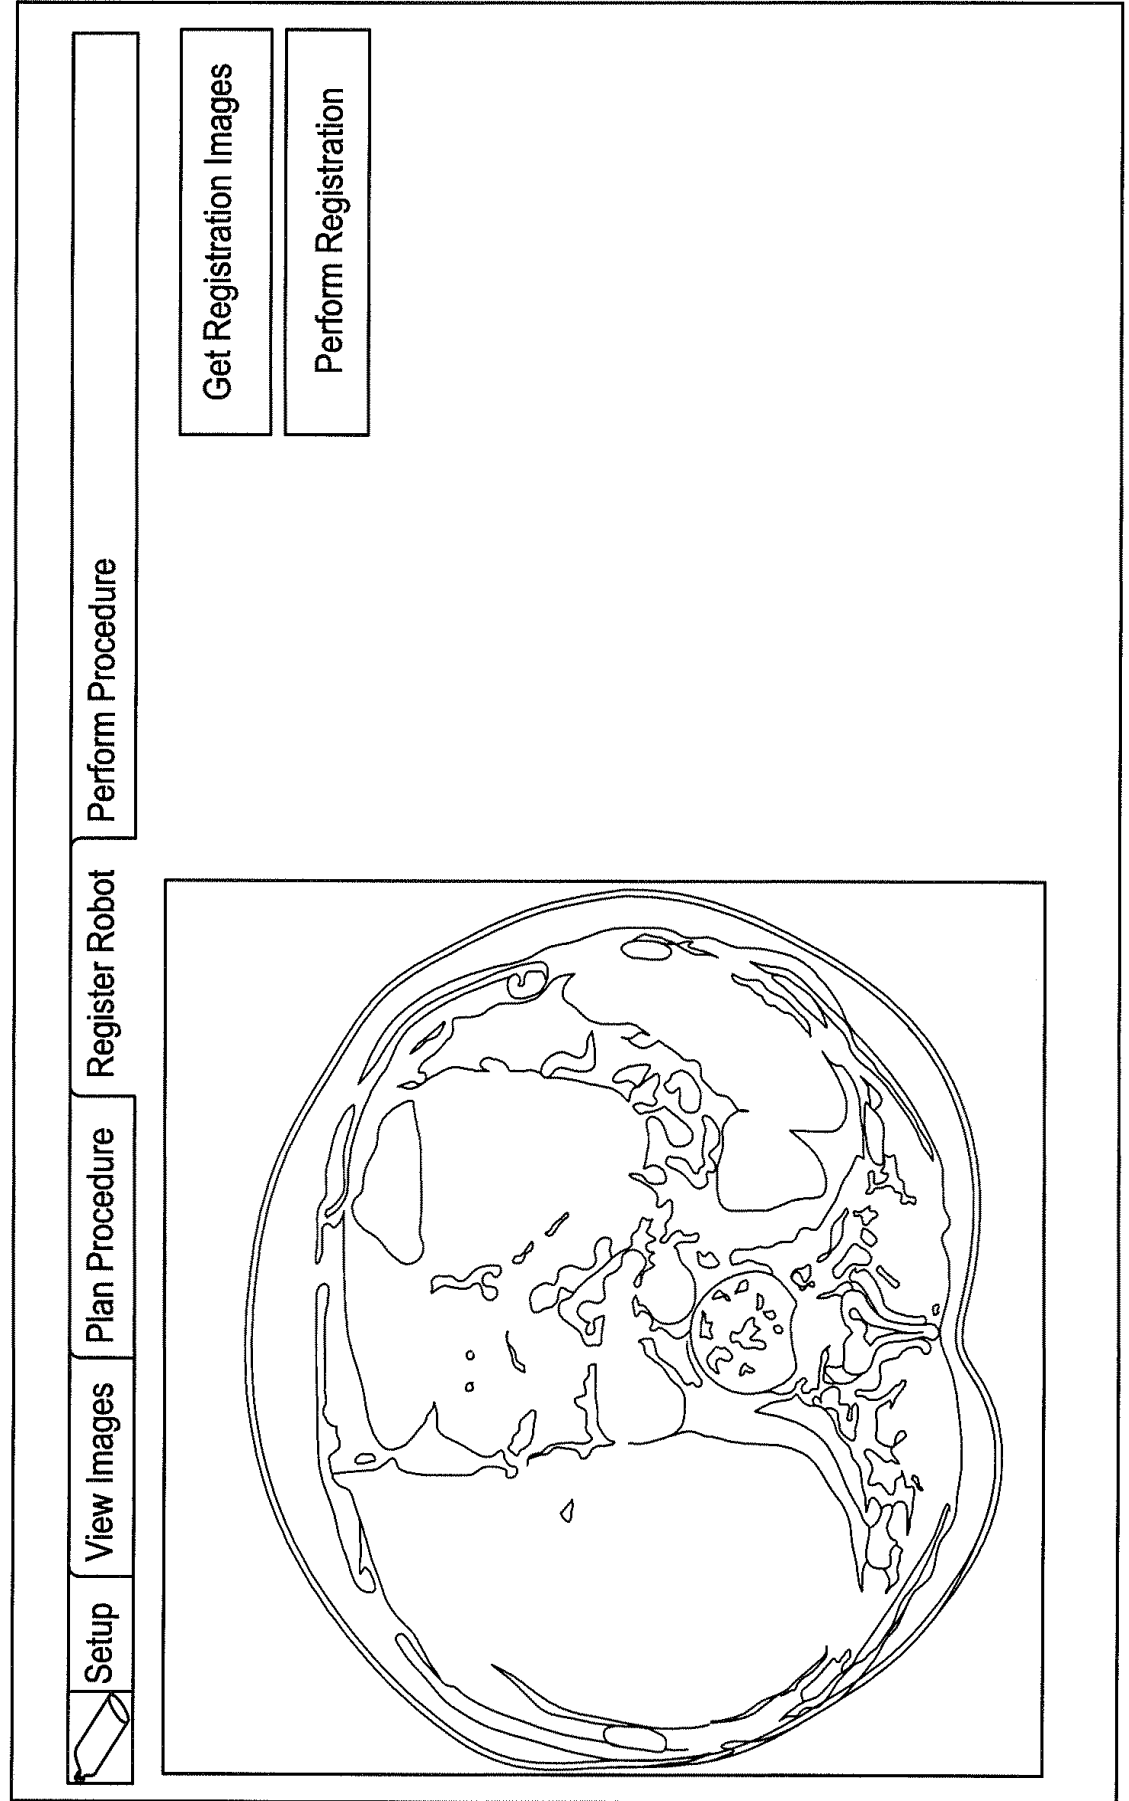 Setup View Images Plan Procedure Register Robot Perform Procedure
Get Registration Images
Perform Registration